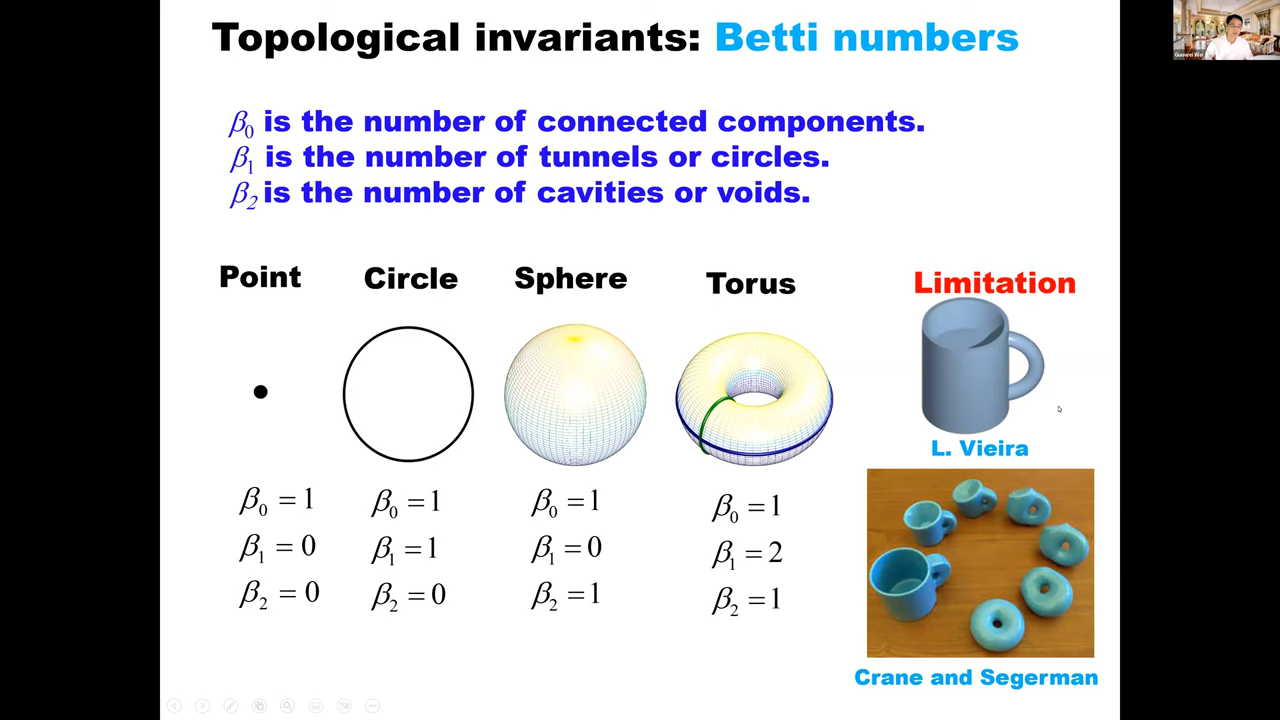 Topological invariants: Betti numbers
β₀ is the number of connected components.
β₁ is the number of tunnels or circles.
β₂ is the number of cavities or voids.
Point
Circle
Sphere
Torus
Limitation
L. Vieira
β₀ = 1
β₁ = 0
β₂ = 0
β₀ = 1
β₁ = 1
β₂ = 0
β₀ = 1
β₁ = 0
β₂ = 1
β₀ = 1
β₁ = 2
β₂ = 1
Crane and Segerman
Guowei Wei